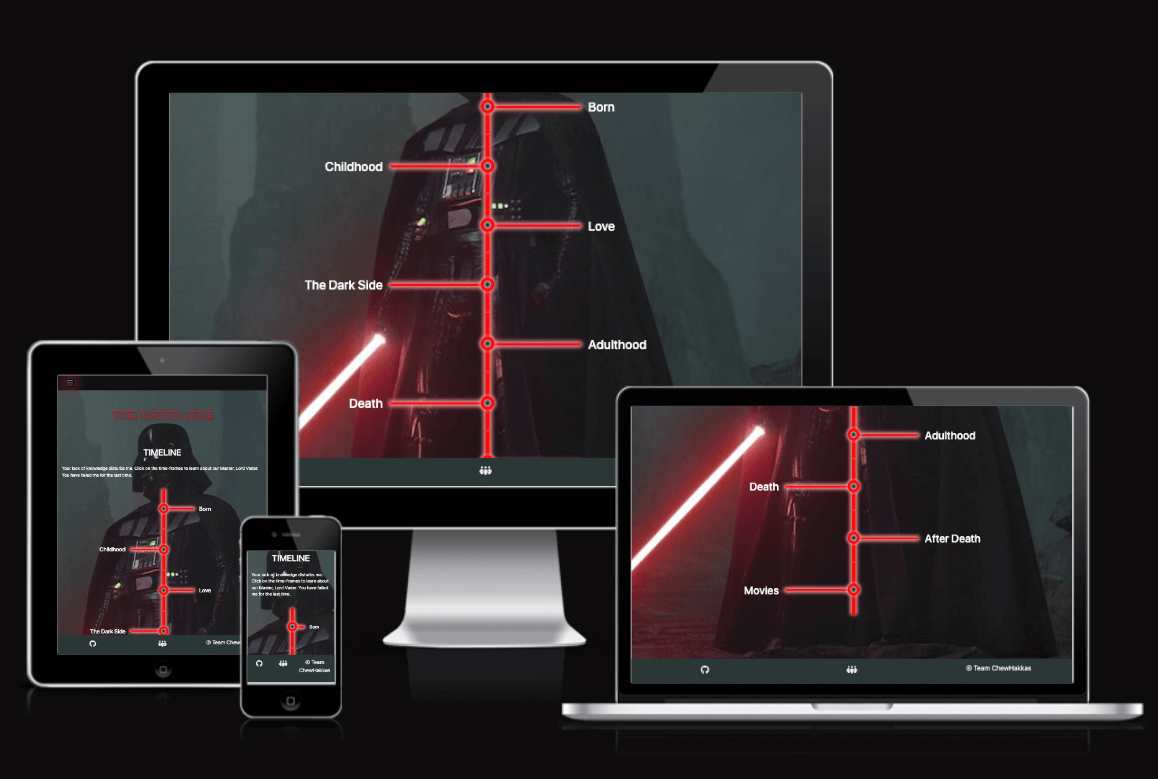 Born
Childhood
Love
The Dark Side
Adulthood
Death
TIMELINE
Your lack of knowledge disturbs me. Click on the time-frames to learn about our Master, Lord Vader.
You have failed me for the last time.
Born
Childhood
Love
The Dark Side
© Team Chew
TIMELINE
Your lack of knowledge disturbs me.
Click on the time-frames to learn about
our Master, Lord Vader. You have failed
me for the last time.
Born
© Team
ChewHakkas
Adulthood
Death
After Death
Movies
© Team ChewHakkas